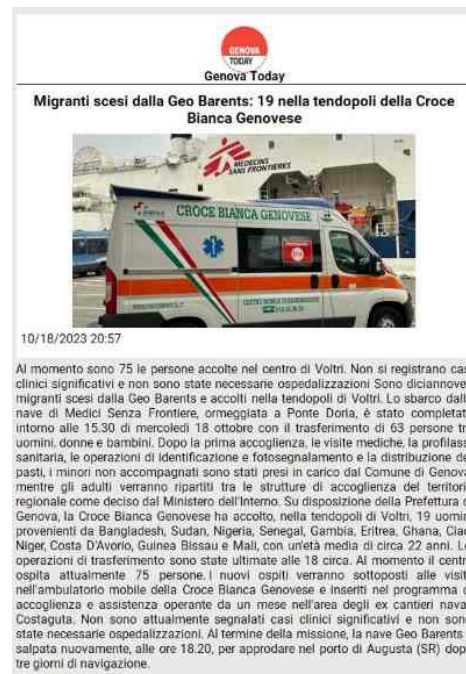 GENOVA
TODAY
Genova Today
Migranti scesi dalla Geo Barents: 19 nella tendopoli della Croce
Bianca Genovese
MEDECINS
SANS FRONTIERES
CROCE BIANCA GENOVESE
10/18/2023 20:57
Al momento sono 75 le persone accolte nel centro di Voltri. Non si registrano cas
clinici significativi e non sono state necessarie ospedalizzazioni Sono diciannove
migranti scesi dalla Geo Barents e accolti nella tendopoli di Voltri. Lo sbarco dall
nave di Medici Senza Frontiere, ormeggiata a Ponte Doria, è stato completat
intorno alle 15.30 di mercoledì 18 ottobre con il trasferimento di 63 persone tr
uomini, donne e bambini. Dopo la prima accoglienza, le visite mediche, la profilass
sanitaria, le operazioni di identificazione e fotosegnalamento e la distribuzione de
pasti, i minori non accompagnati sono stati presi in carico dal Comune di Genova
mentre gli adulti verranno ripartiti tra le strutture di accoglienza del territori
regionale come deciso dal Ministero dell'Interno. Su disposizione della Prefettura d
Genova, la Croce Bianca Genovese ha accolto, nella tendopoli di Voltri, 19 uomin
provenienti da Bangladesh, Sudan, Nigeria, Senegal, Gambia, Eritrea, Ghana, Ciad
Niger, Costa D'Avorio, Guinea Bissau e Mali, con un'età media di circa 22 anni. Le
operazioni di trasferimento sono state ultimate alle 18 circa. Al momento il centr
ospita attualmente 75 persone. I nuovi ospiti verranno sottoposti alle visit
nell'ambulatorio mobile della Croce Bianca Genovese e inseriti nel programma d
accoglienza e assistenza operante da un mese nell'area degli ex cantieri nava
Costaguta. Non sono attualmente segnalati casi clinici significativi e non son
state necessarie ospedalizzazioni. Al termine della missione, la nave Geo Barents
salpata nuovamente, alle ore 18.20, per approdare nel porto di Augusta (SR) dop
tre giorni di navigazione.